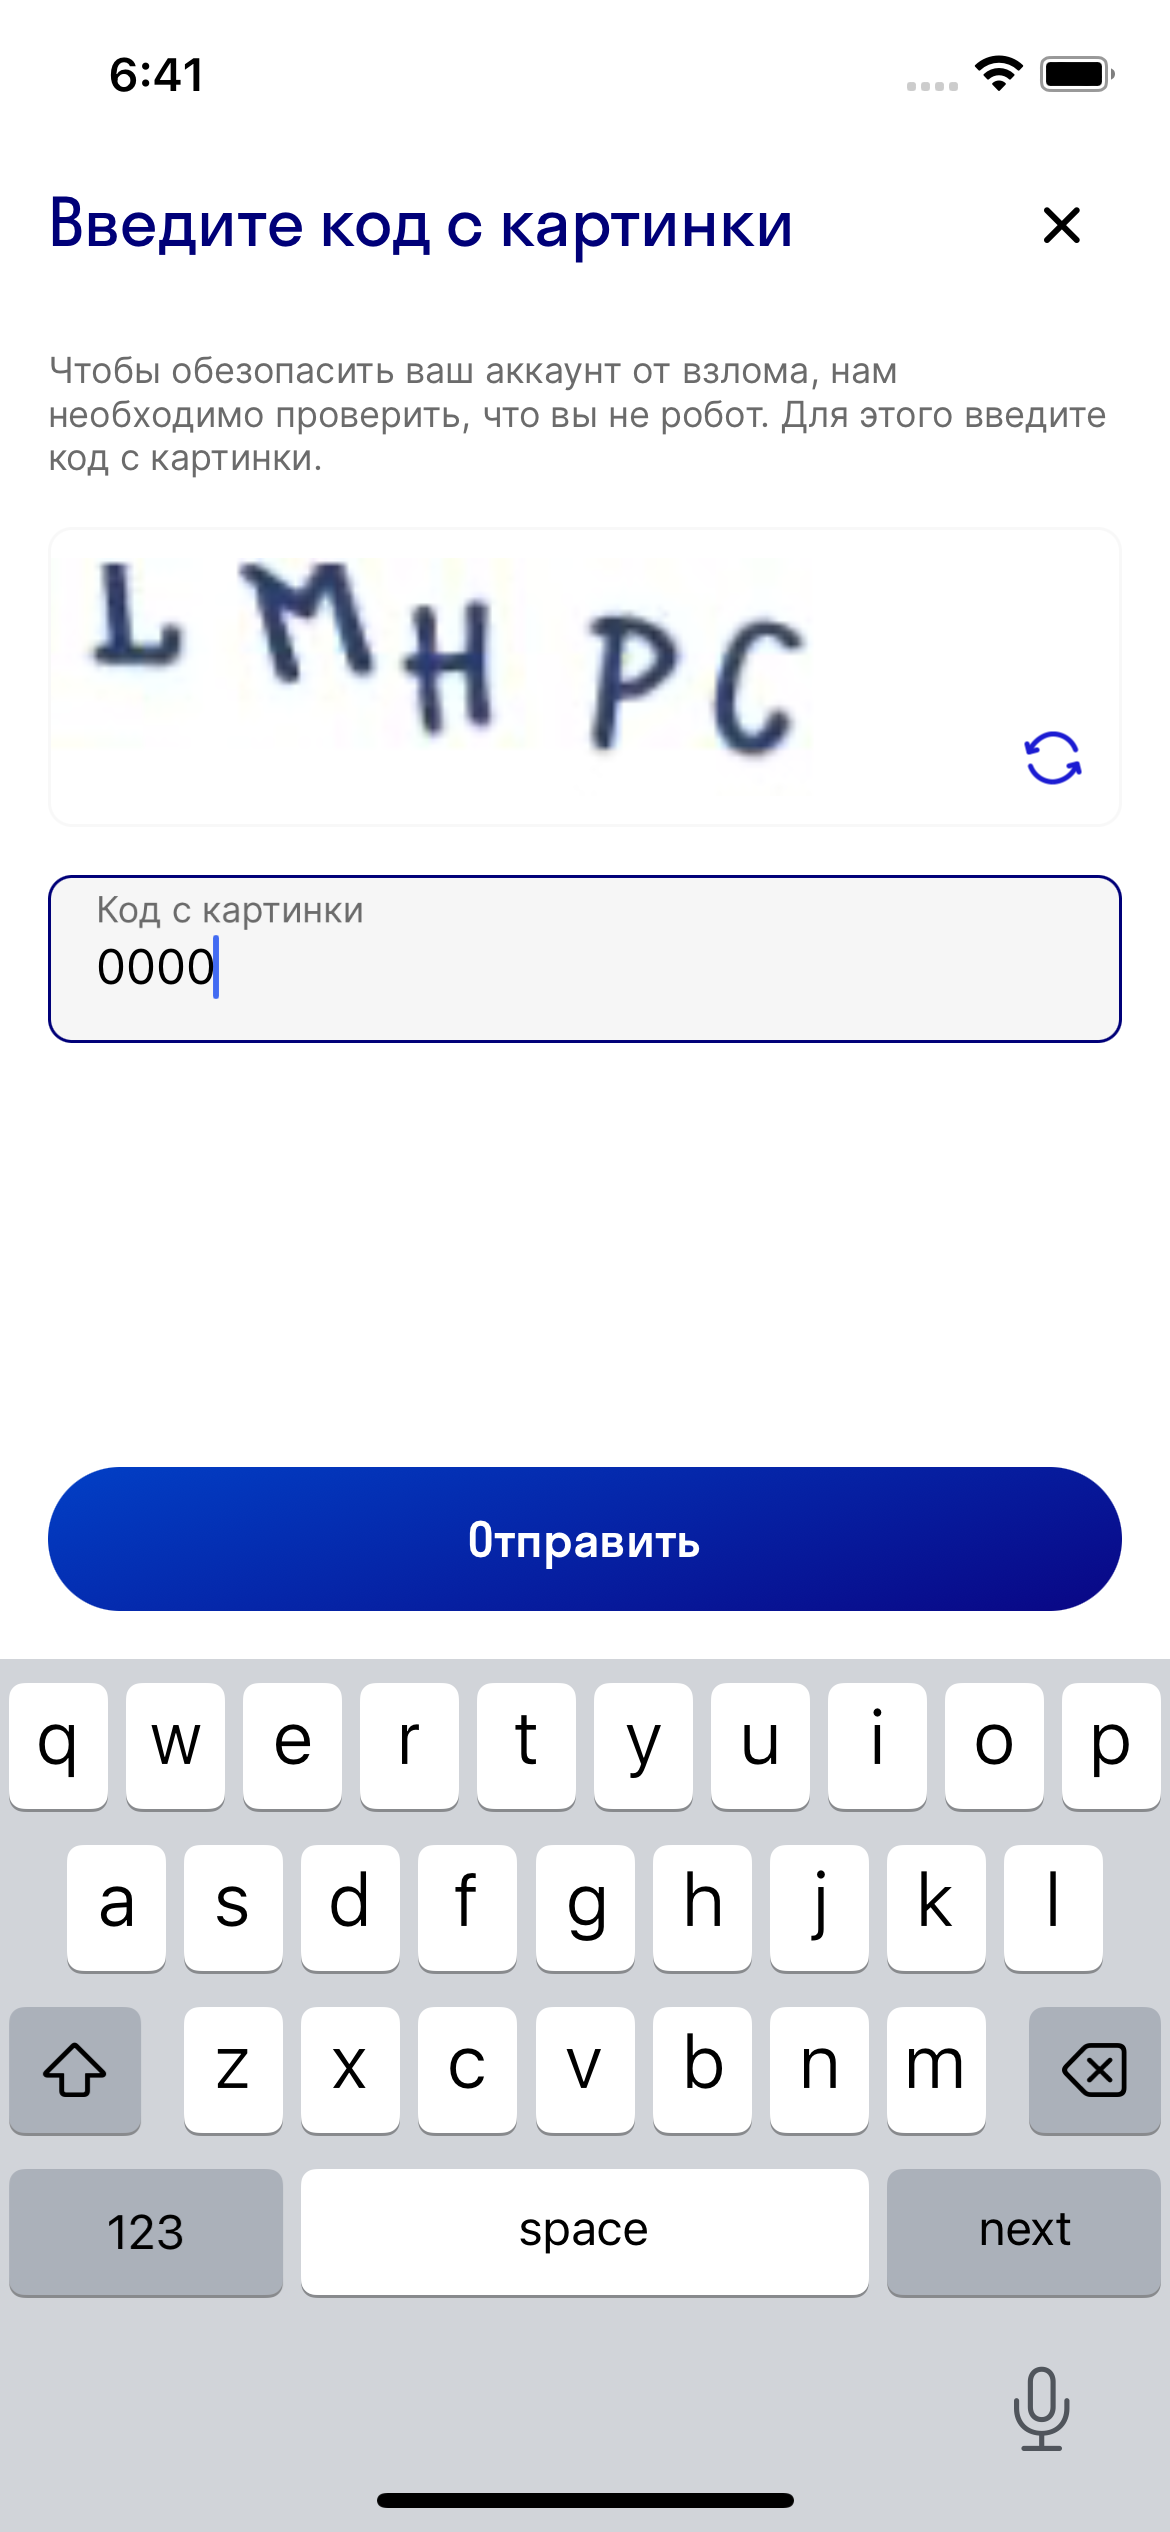 6:41
Введите код с картинки
Чтобы обезопасить ваш аккаунт от взлома, нам
необходимо проверить, что вы не робот. Для этого введите
код с картинки.
L M H P C
Код с картинки
0000
Отправить
q w e r t y u i o p
a s d f g h j k l
z x c v b n m
123 space next